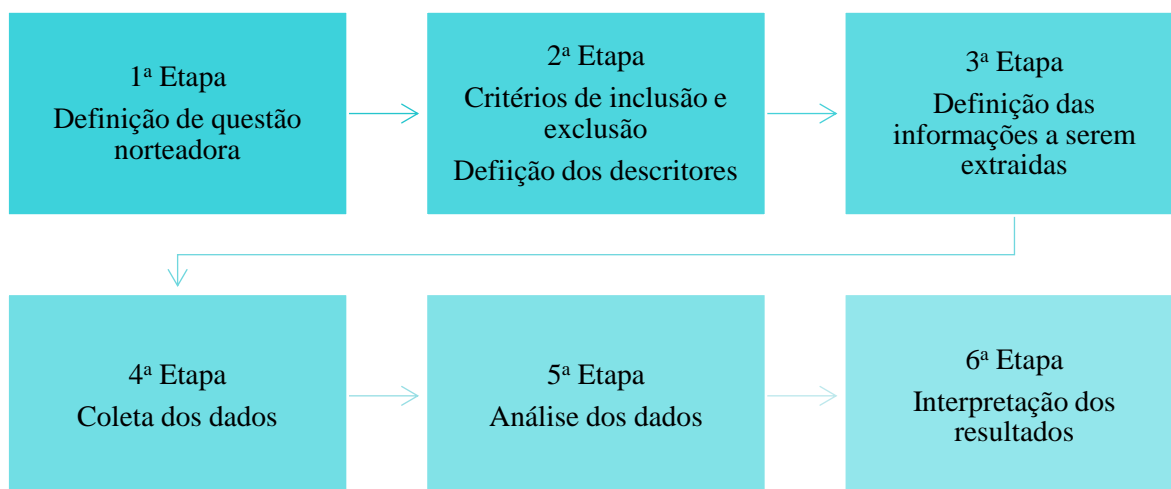 1ª Etapa
Definição de questão
norteadora
2ª Etapa
Critérios de inclusão e
exclusão
Defiição dos descritores
3ª Etapa
Definição das
informações a serem
extraidas
4ª Etapa
Coleta dos dados
5ª Etapa
Análise dos dados
6ª Etapa
Interpretação dos
resultados